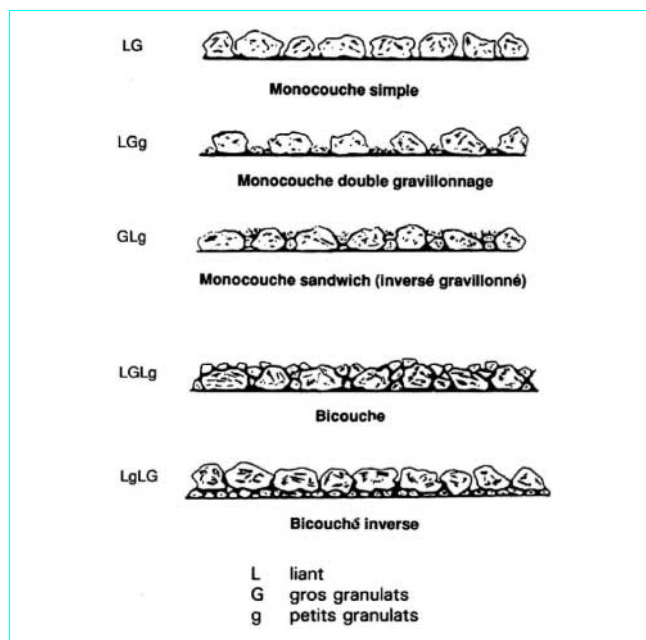 LG
Monocouche simple
LGg
Monocouche double gravillonnage
GLg
Monocouche sandwich (inversé gravillonné)
LGLg
Bicouche
LgLG
Bicouché inverse
L liant
G gros granulats
g petits granulats